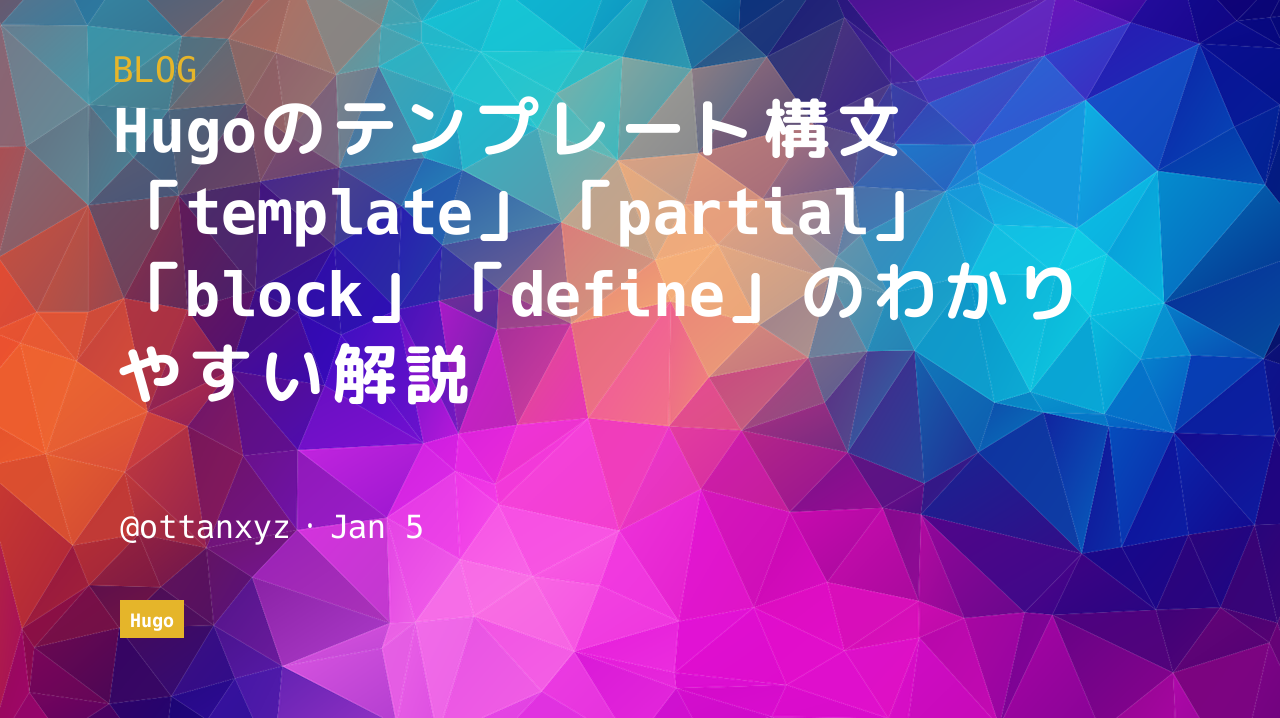 BLOG
Hugoのテンプレート構文
「template」「partial」
「block」「define」のわかり
やすい解説
@ottanxyz · Jan 5
Hugo